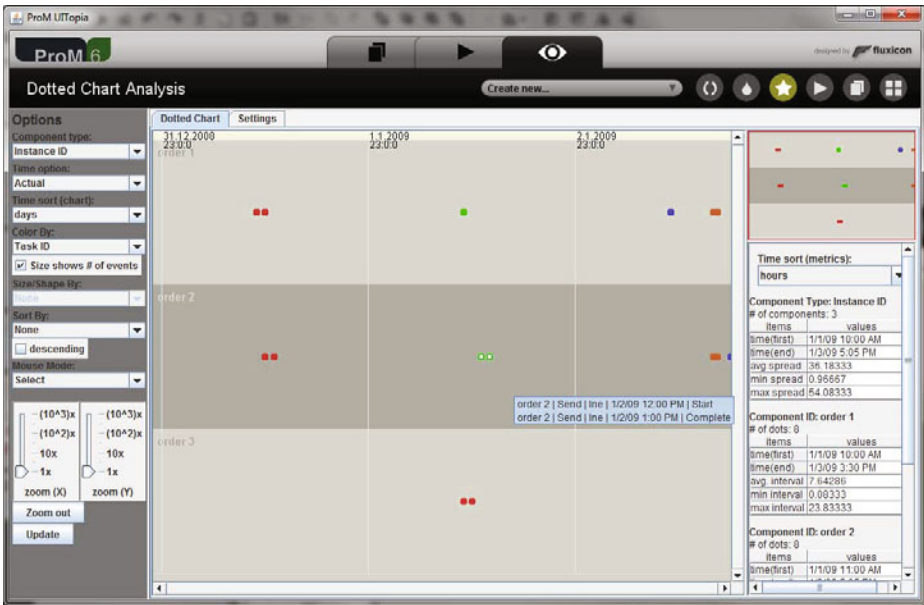 ProM UITopia
ProM 6
designed by fluxicon
Dotted Chart Analysis
Create new...
Options
Component type:
Instance ID
Time option:
Actual
Time sort (chart):
days
Color By:
Task ID
Size shows # of events
Size/Shape By:
None
Sort By:
None
descending
Mouse Mode:
Select
(10^3)x
(10^2)x
10x
1x
zoom (X)
(10^3)x
(10^2)x
10x
1x
zoom (Y)
Zoom out
Update
Dotted Chart
Settings
31.12.2008
23:0:0
1.1.2009
23:0:0
2.1.2009
23:0:0
order 1
order 2
order 2 | Send | Ine | 1/2/09 12:00 PM | Start
order 2 | Send | Ine | 1/2/09 1:00 PM | Complete
order 3
Time sort (metrics):
hours
Component Type: Instance ID
# of components: 3
items values
time(first) 1/1/09 10:00 AM
time(end) 1/3/09 5:05 PM
avg spread 36.18333
min spread 0.96667
max spread 54.08333
Component ID: order 1
# of dots: 8
items values
time(first) 1/1/09 10:00 AM
time(end) 1/3/09 3:30 PM
avg. interval 7.64286
min interval 0.08333
max interval 23.83333
Component ID: order 2
# of dots: 8
items values
time(first) 1/1/09 11:00 AM